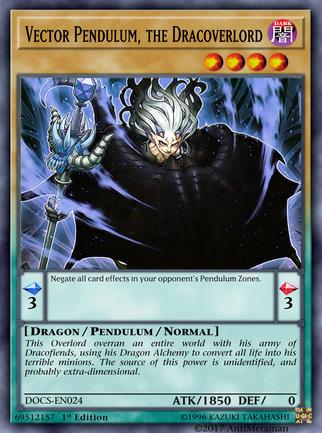 VECTOR PENDULUM, THE DRACOVERLORD
DARK
闇
Negate all card effects in your opponent's Pendulum Zones.
3
3
[ Dragon / Pendulum / Normal ]
This Overlord overran an entire world with his army of
Dracofiends, using his Dragon Alchemy to convert all life into his
terrible minions. The source of this power is unidentified, and
probably extra-dimensional.
DOCS-EN024
ATK/1850 DEF/ 0
69512157 1st Edition
©1996 KAZUKI TAKAHASHI
©2017 AntiMetaman